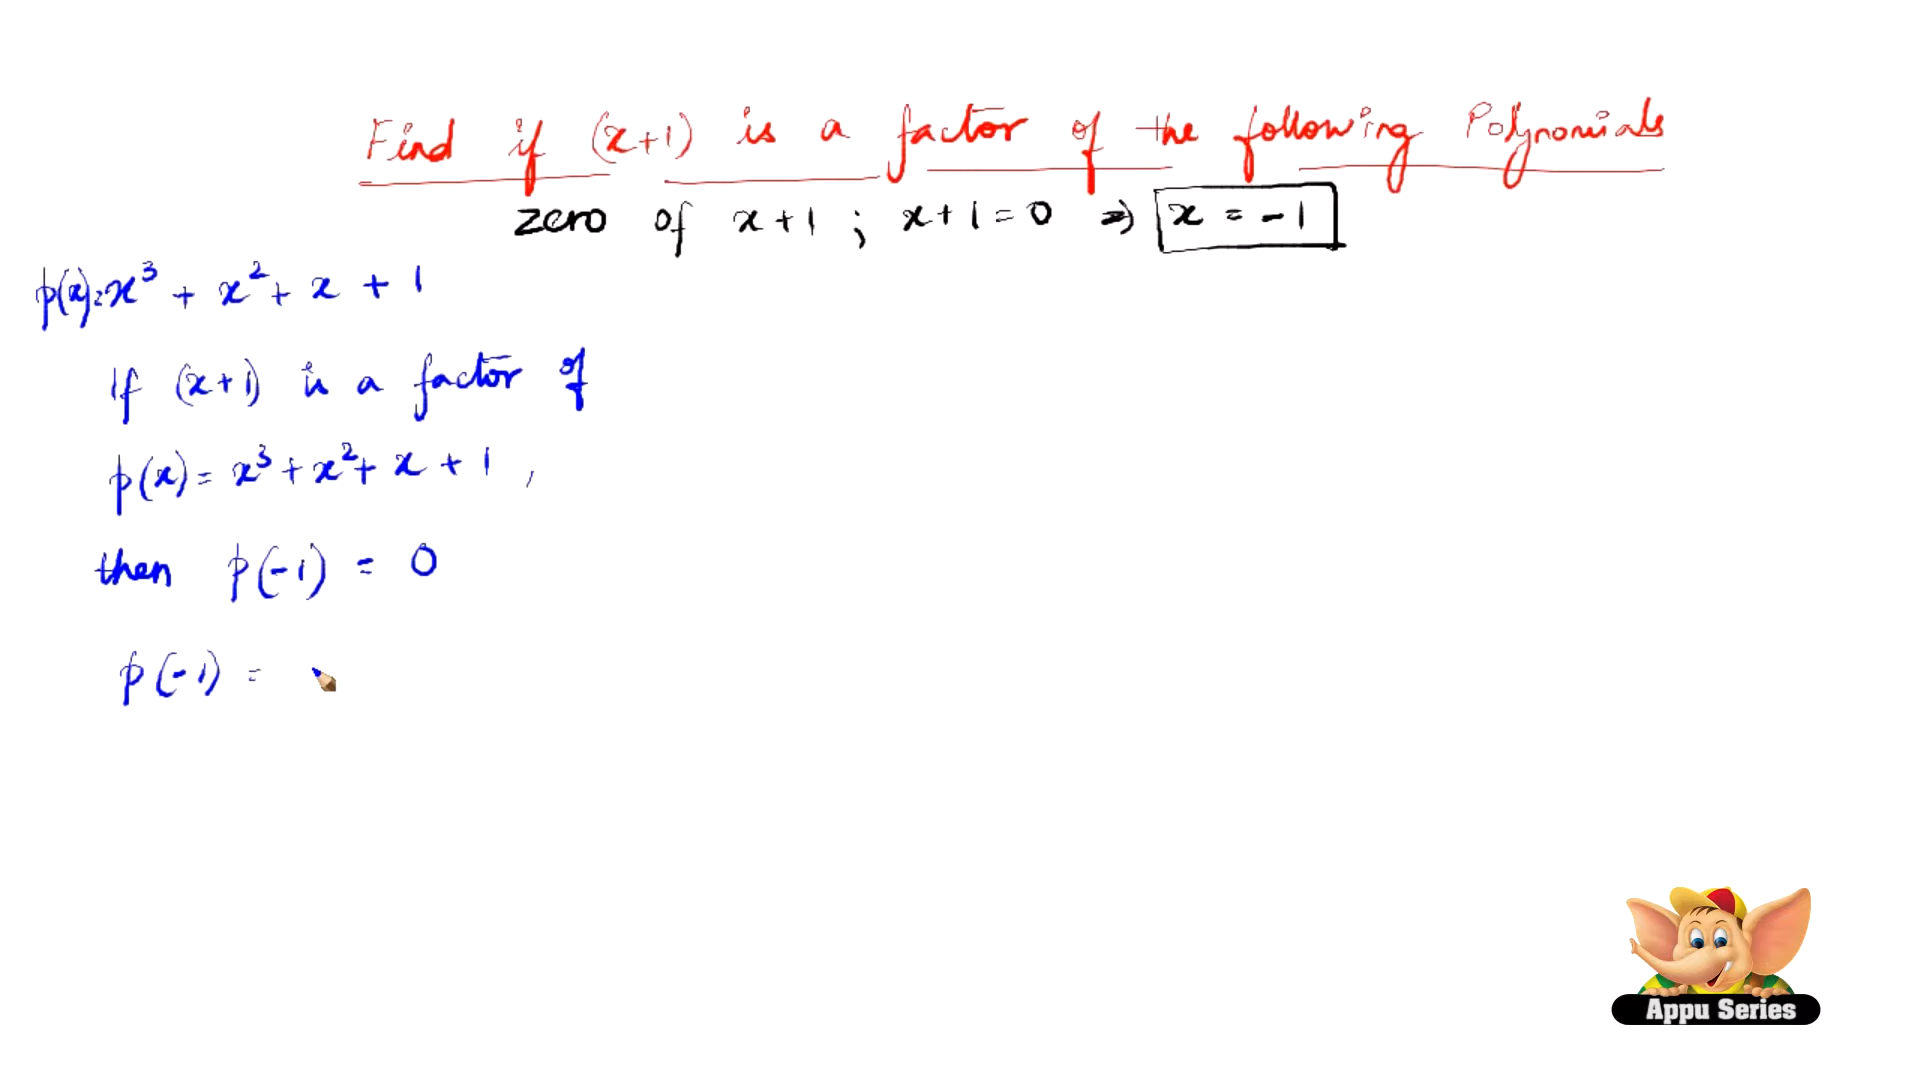 Find if (x+1) is a factor of the following Polynomials
zero of x+1 ; x+1=0 ⇒ x = -1
p(x)=x³ + x² + x + 1
If (x+1) is a factor of
p(x) = x³ + x² + x + 1 ,
then p(-1) = 0
p(-1) =
Appu Series